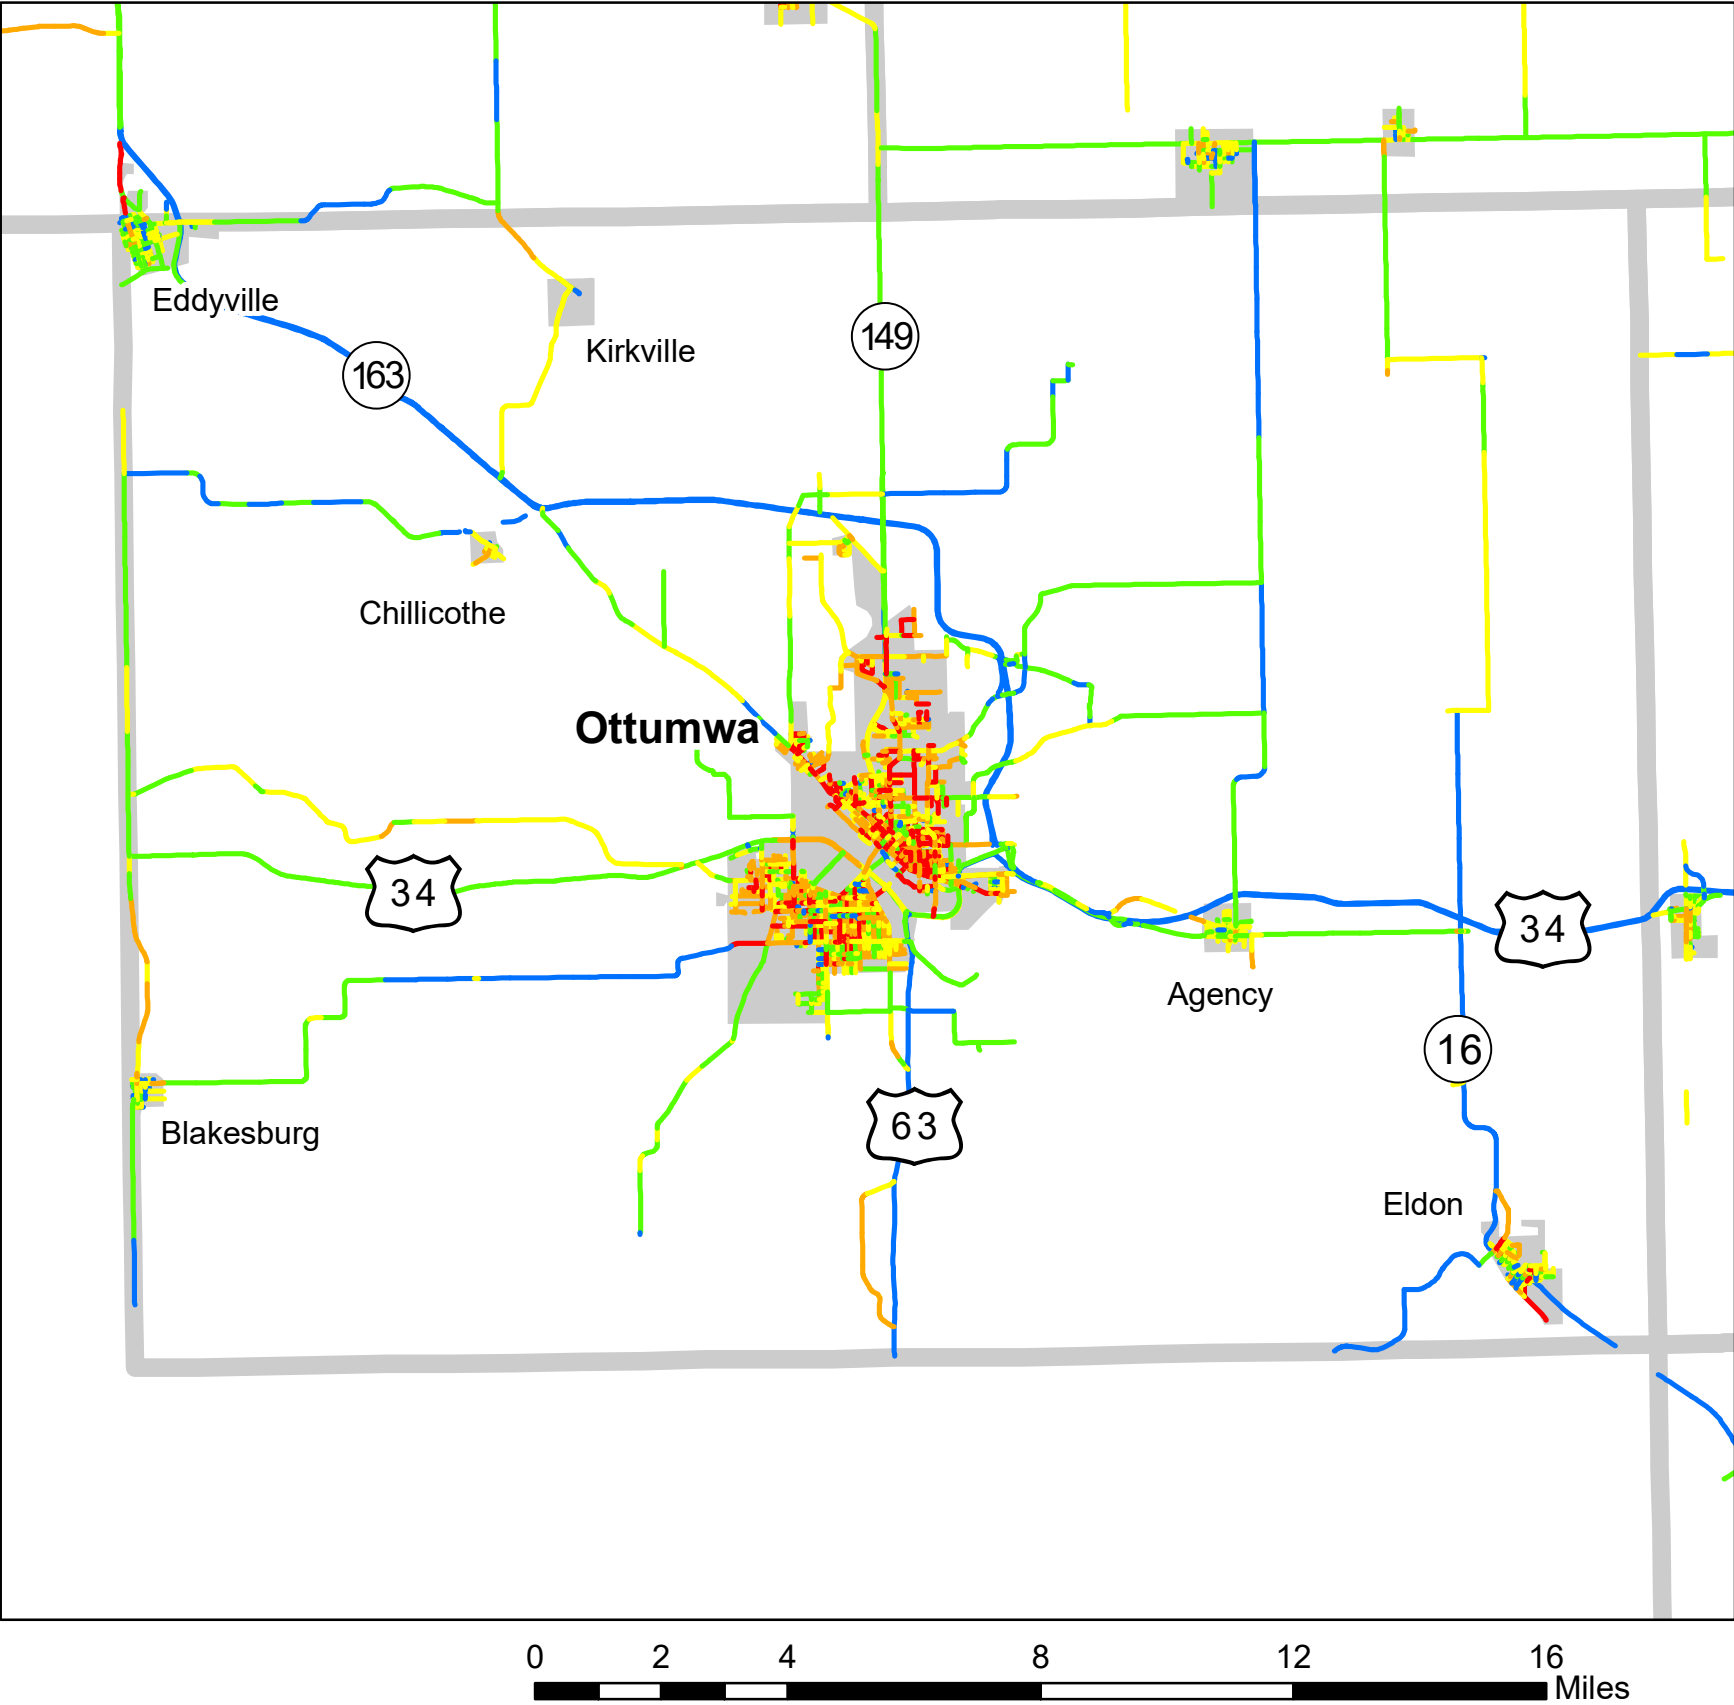 Eddyville
149
Kirkville
163
Chillicothe
Ottumwa
34
34
Agency
16
63
Blakesburg
Eldon
0 2 4 8 12 16
Miles